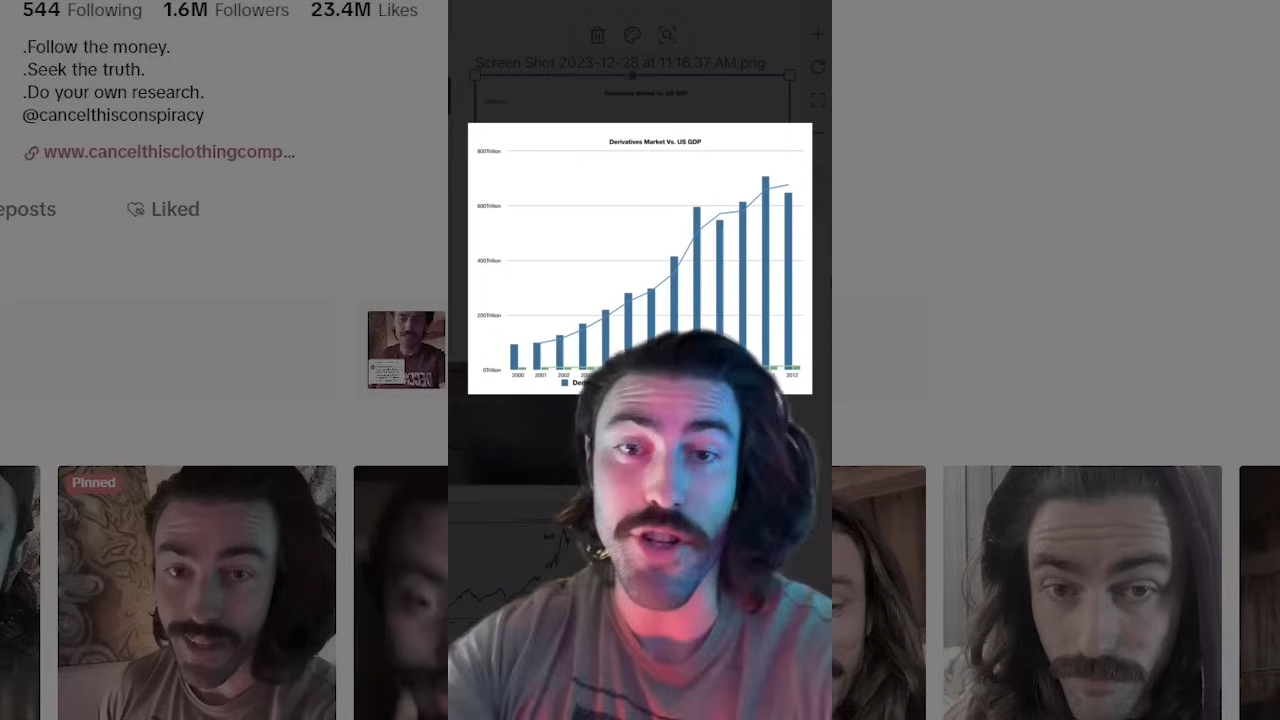 544 Following 1.6M Followers 23.4M Likes
.Follow the money.
.Seek the truth.
.Do your own research.
@cancelthisconspiracy
www.cancelthisclothingcomp...
eposts
Liked
Pinned
Screen Shot 2023-12-28 at 11.16.37 AM.png
Derivatives Market Vs. US GDP
Derivatives Market Vs. US GDP
800Trillion
600Trillion
400Trillion
200Trillion
0Trillion
2000 2001 2002 2012
Deri